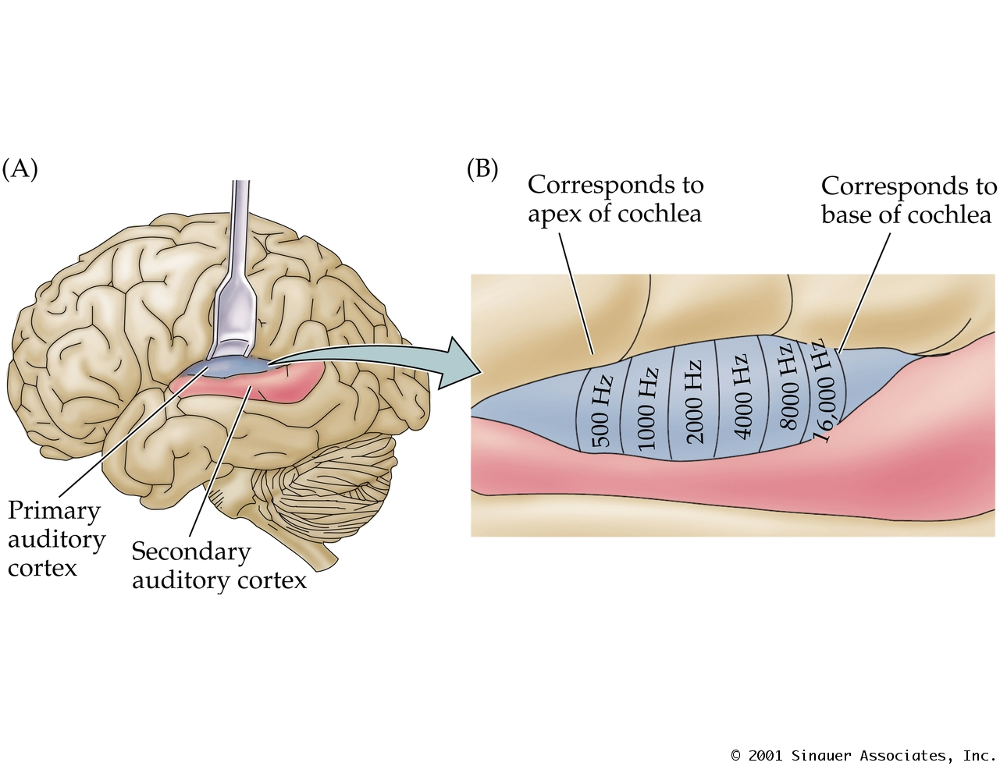 (A)
(B)
Corresponds to
apex of cochlea
Corresponds to
base of cochlea
500 Hz
1000 Hz
2000 Hz
4000 Hz
8000 Hz
16,000 Hz
Primary
auditory
cortex
Secondary
auditory cortex
© 2001 Sinauer Associates, Inc.